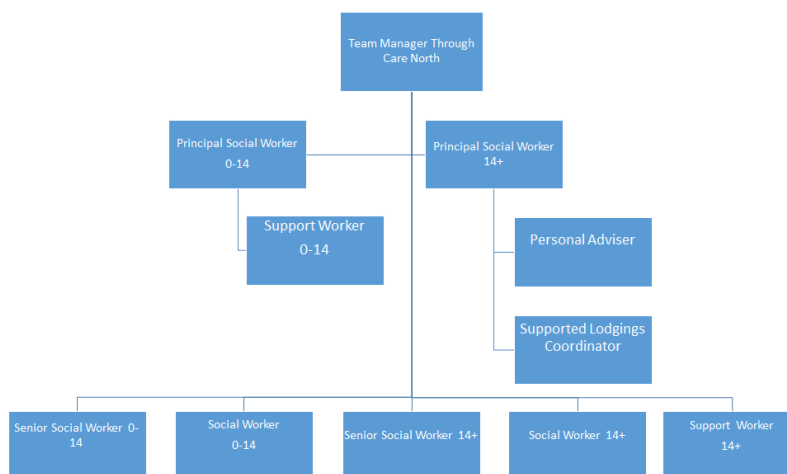 Team Manager Through
Care North
Principal Social Worker
0-14
Principal Social Worker
14+
Support Worker
0-14
Personal Adviser
Supported Lodgings
Coordinator
Senior Social Worker 0-
14
Social Worker
0-14
Senior Social Worker 14+
Social Worker 14+
Support Worker
14+